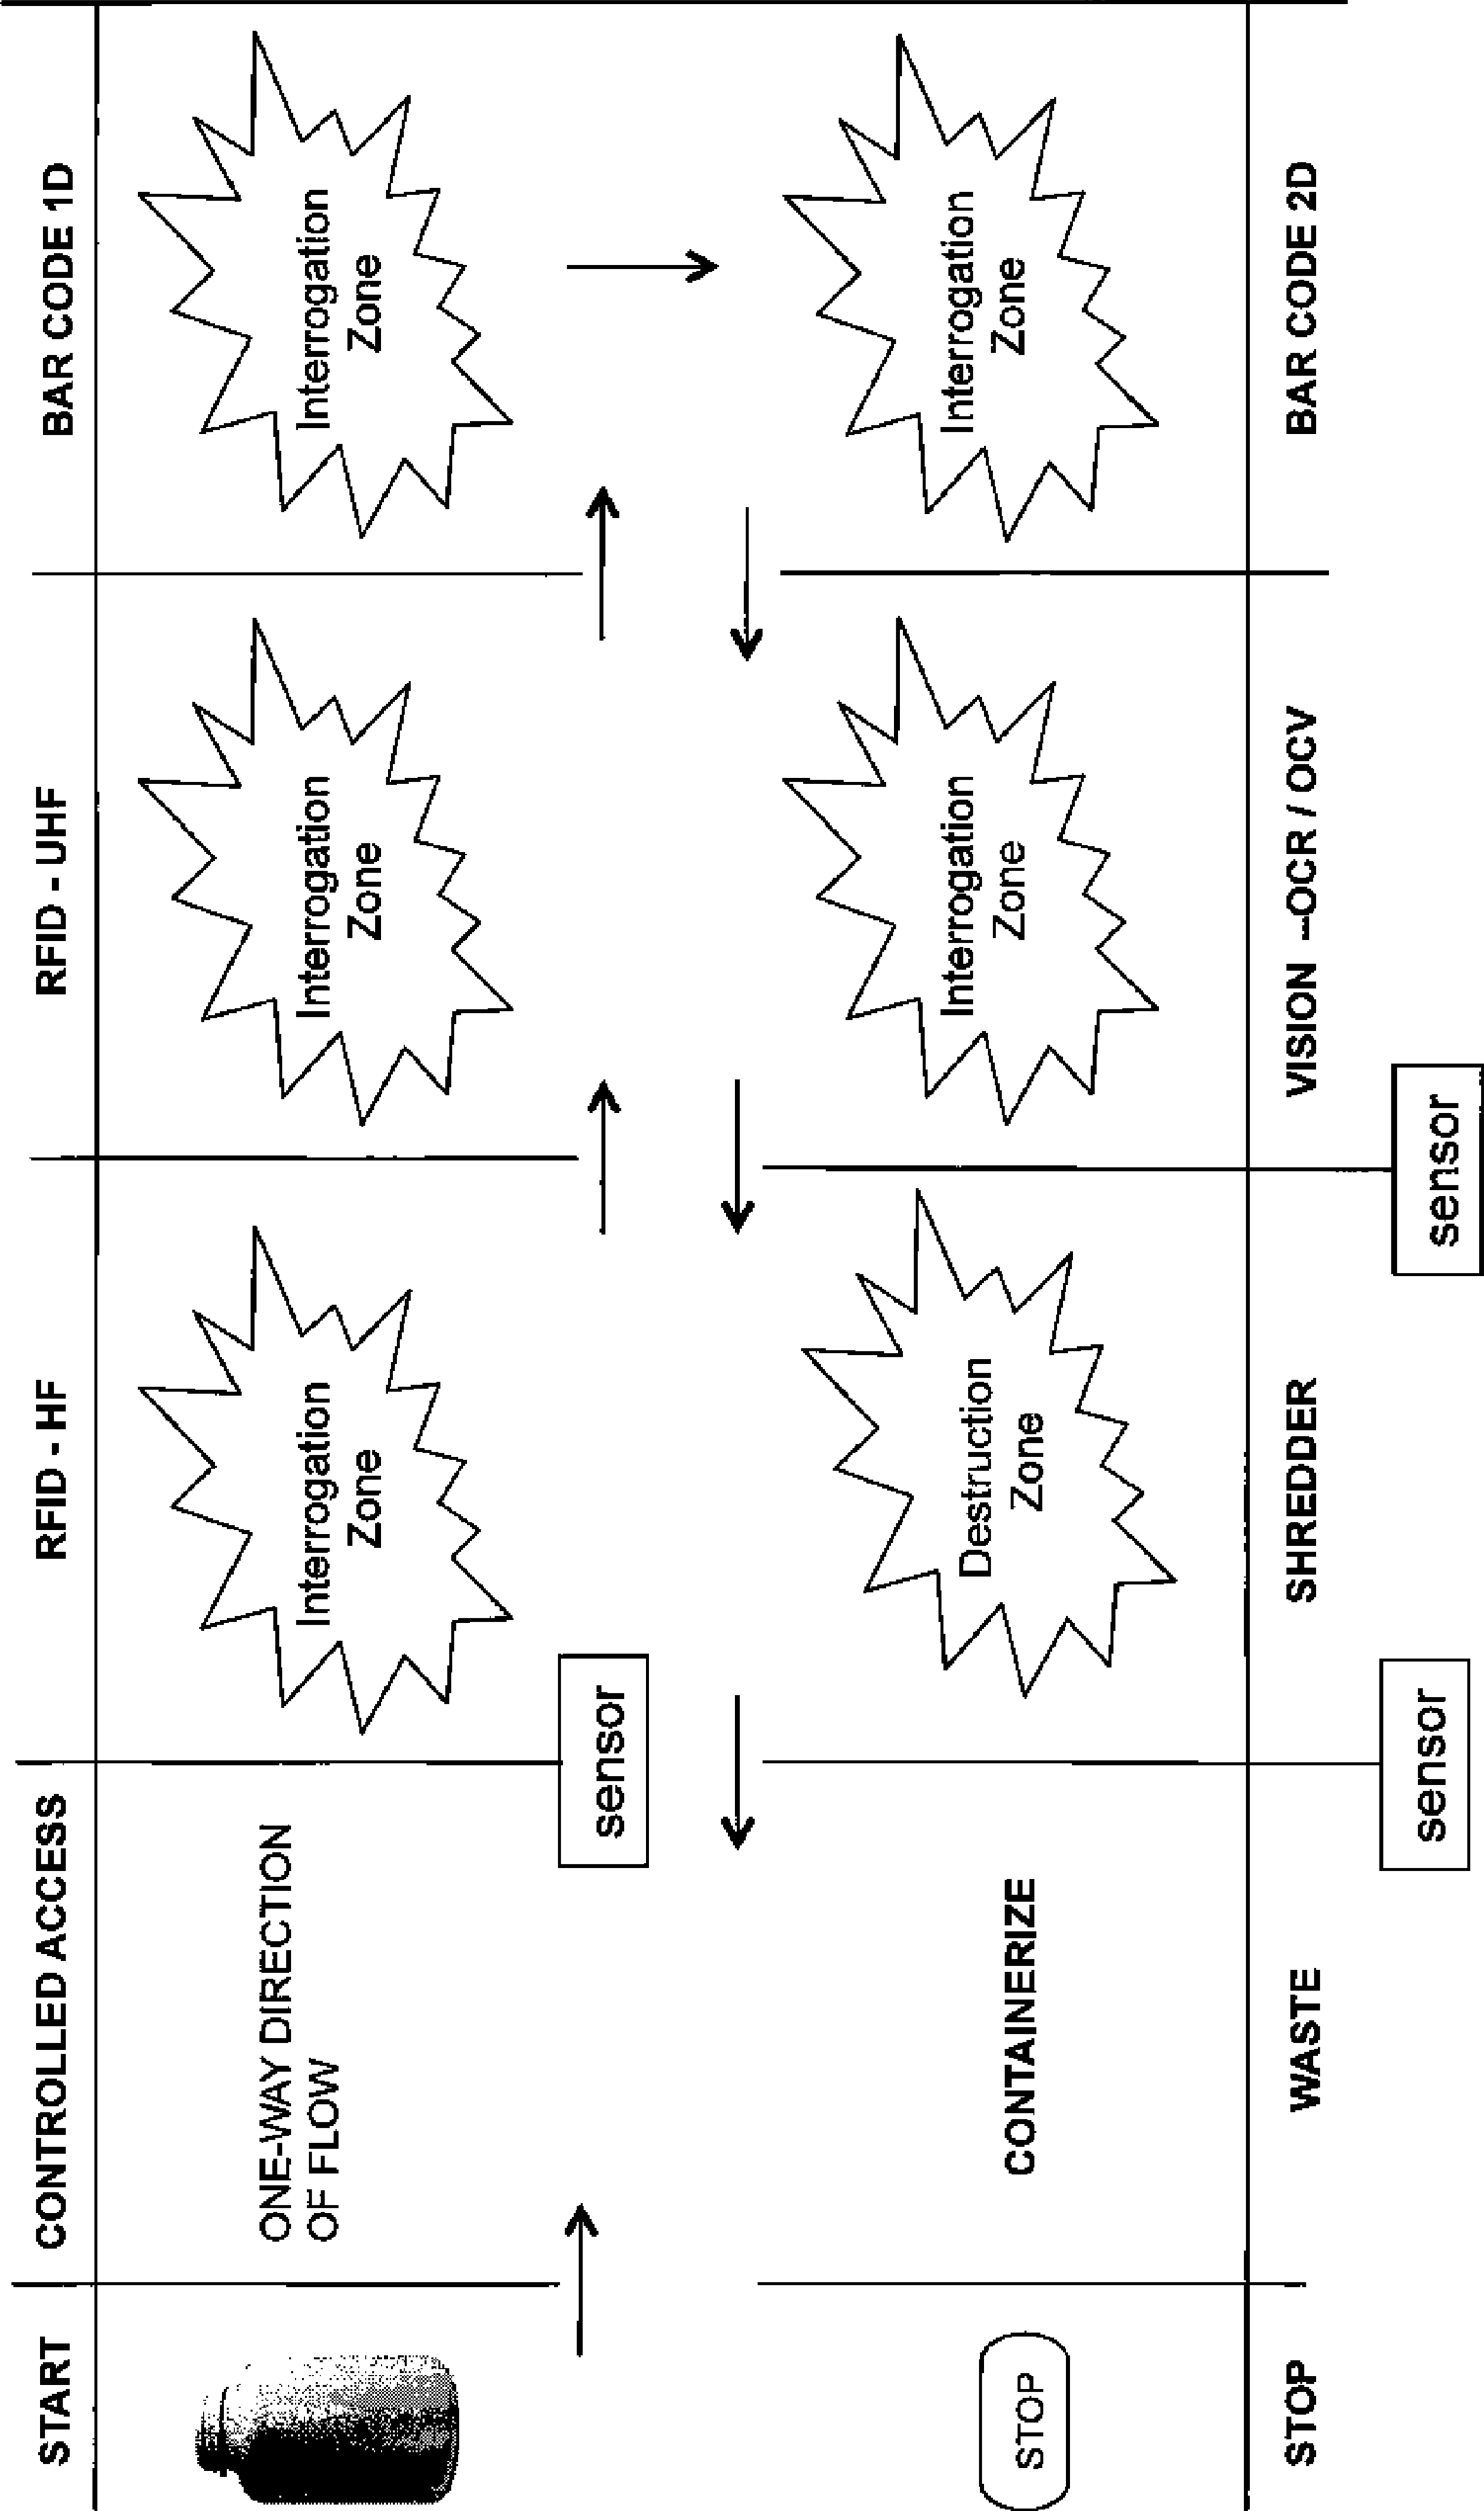 START
CONTROLLED ACCESS
RFID - HF
RFID - UHF
BAR CODE 1D
ONE-WAY DIRECTION
OF FLOW
Interrogation
Zone
Interrogation
Zone
Interrogation
Zone
sensor
STOP
CONTAINERIZE
Destruction
Zone
Interrogation
Zone
Interrogation
Zone
STOP
WASTE
SHREDDER
VISION --OCR / OCV
BAR CODE 2D
sensor
sensor